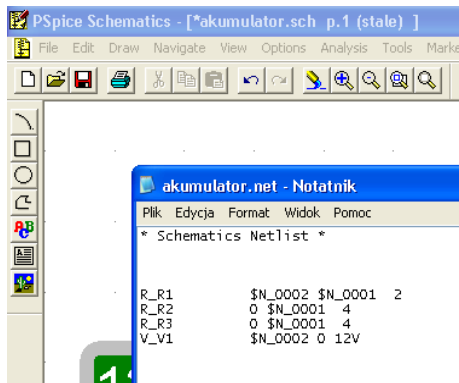 PSpice Schematics - [*akumulator.sch p.1 (stale) ]
File Edit Draw Navigate View Options Analysis Tools Marke
akumulator.net - Notatnik
Plik Edycja Format Widok Pomoc
* Schematics Netlist *
R_R1 $N_0002 $N_0001 2
R_R2 0 $N_0001 4
R_R3 0 $N_0001 4
V_V1 $N_0002 0 12V